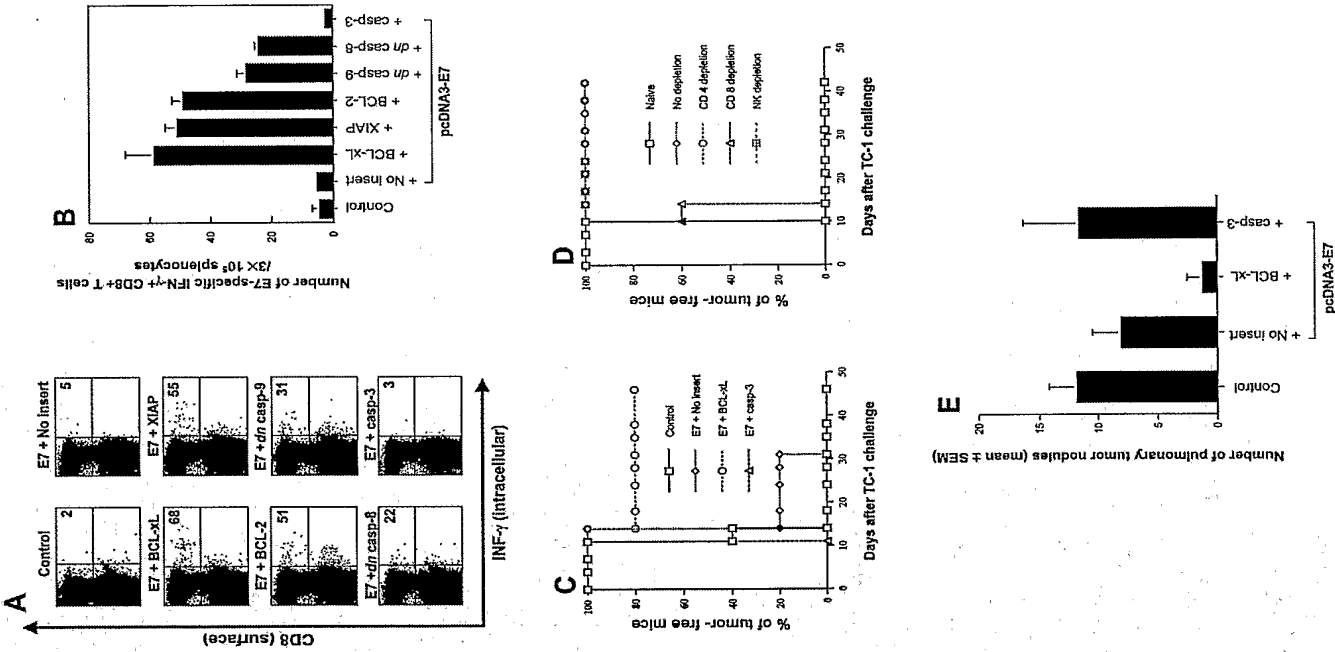 A
CD8 (surface)
INF-γ (intracellular)
Control
2
E7 + No insert
5
E7 + BCL-xL
68
E7 + XIAP
55
E7 + BCL-2
51
E7 +dn casp-9
31
E7 +dn casp-8
22
E7 + casp-3
3
B
Number of E7-specific IFN-γ+ CD8+ T cells
/3X 10⁵ splenocytes
80
60
40
20
0
Control
+ No insert
+ BCL-xL
+ XIAP
+ BCL-2
+ dn casp-9
+ dn casp-8
+ casp-3
pcDNA3-E7
C
% of tumor- free mice
100
80
60
40
20
0
0
10
20
30
40
50
Days after TC-1 challenge
Control
E7 + No insert
E7 + BCL-xL
E7 + casp-3
D
% of tumor- free mice
100
80
60
40
20
0
0
10
20
30
40
50
Days after TC-1 challenge
Naïve
No depletion
CD 4 depletion
CD 8 depletion
NK depletion
E
Number of pulmonary tumor nodules (mean ± SEM)
20
15
10
5
0
Control
+ No insert
+ BCL-xL
+ casp-3
pcDNA3-E7